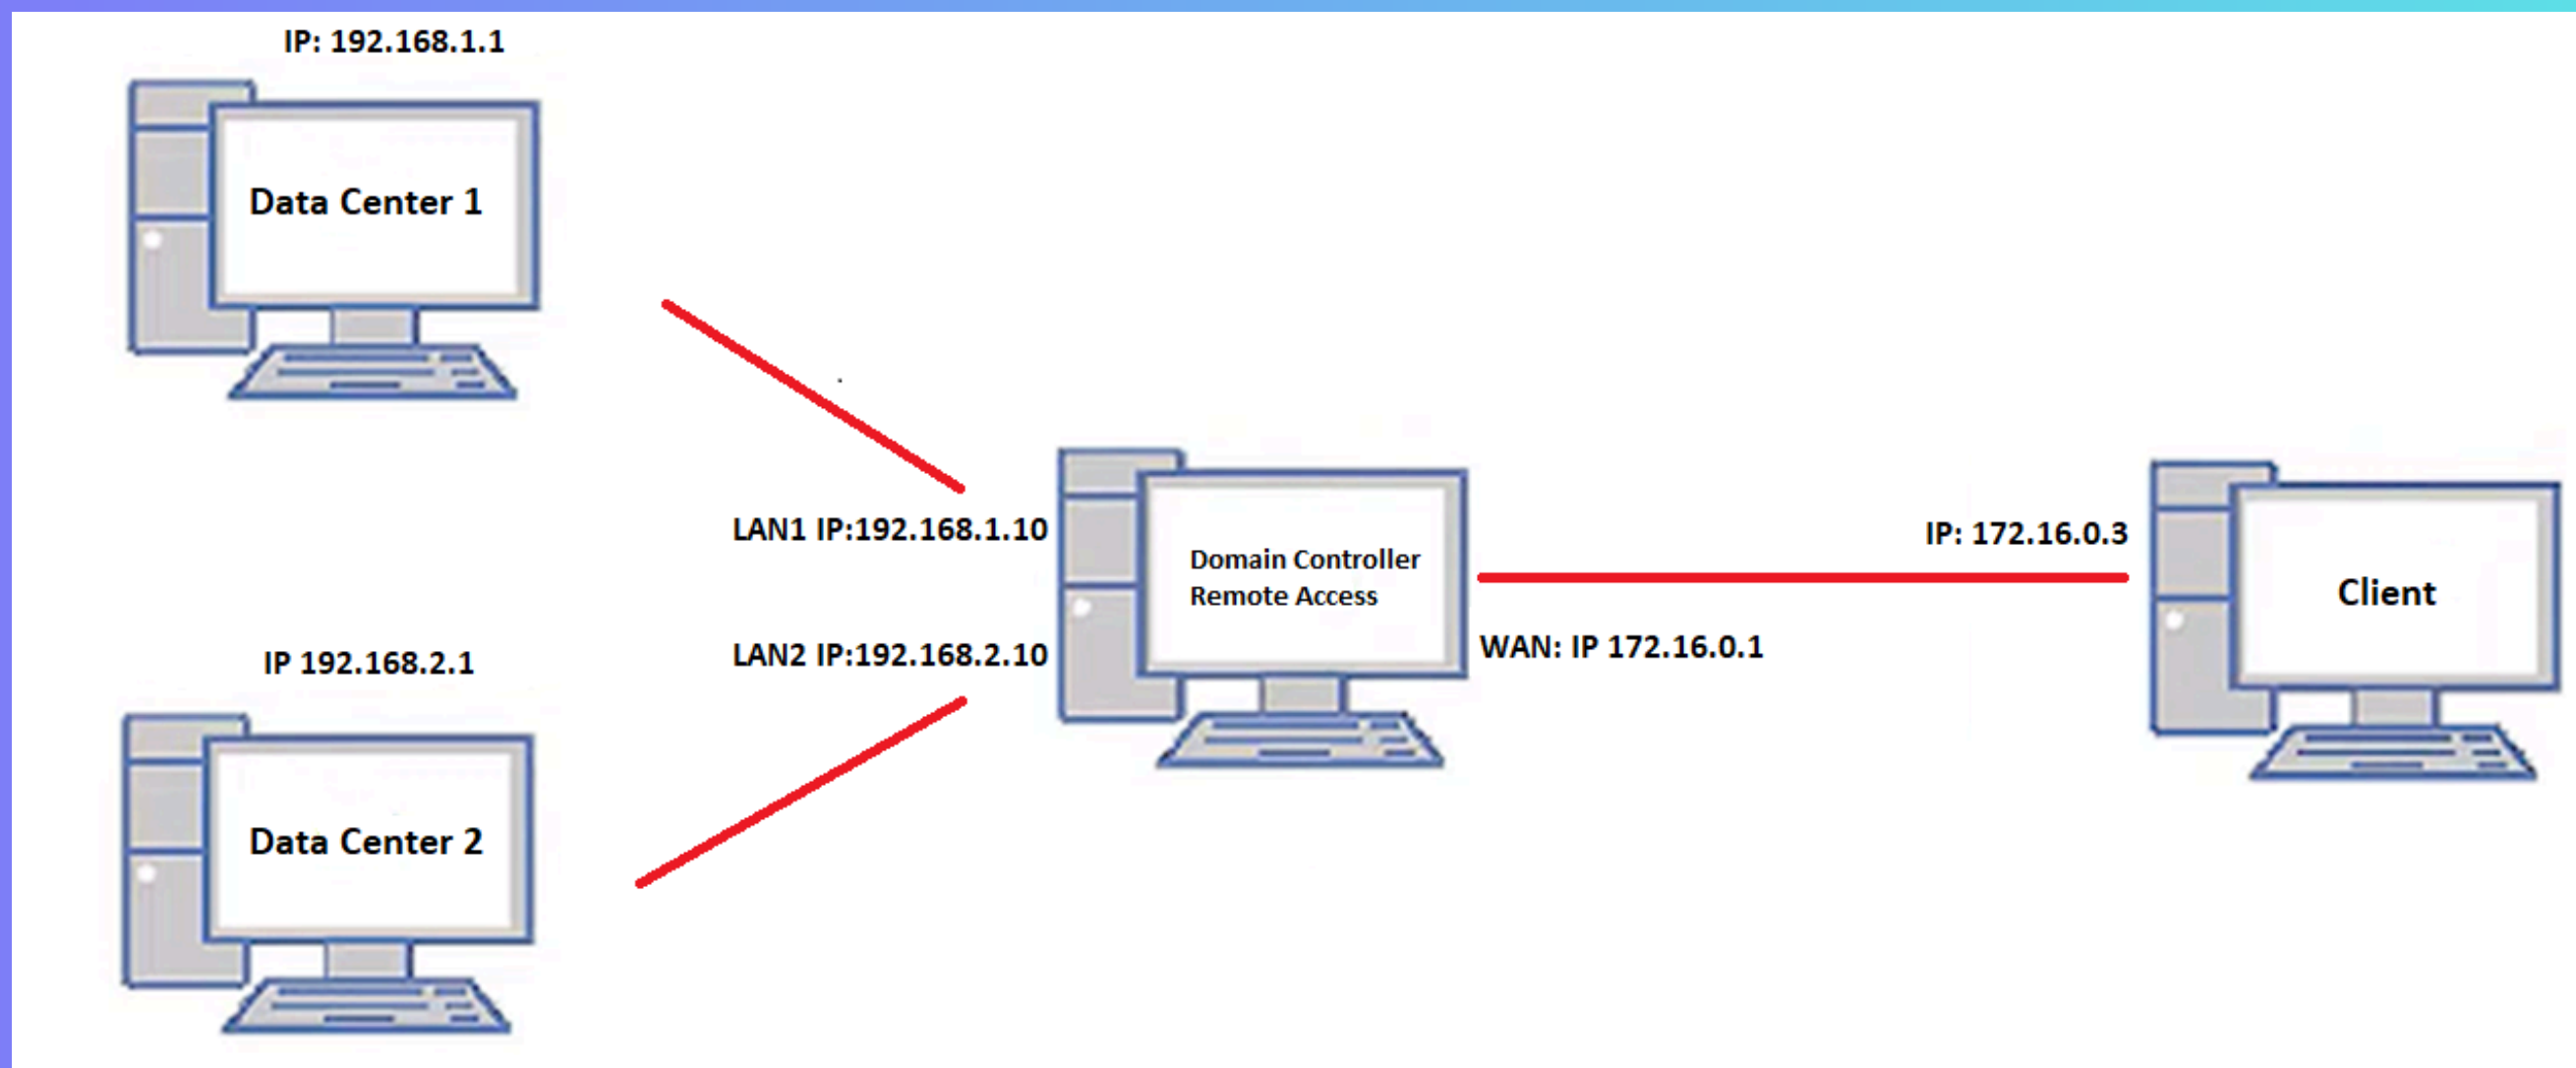 IP: 192.168.1.1
Data Center 1
LAN1 IP:192.168.1.10
Domain Controller
Remote Access
LAN2 IP:192.168.2.10
IP: 172.16.0.3
Client
WAN: IP 172.16.0.1
IP 192.168.2.1
Data Center 2